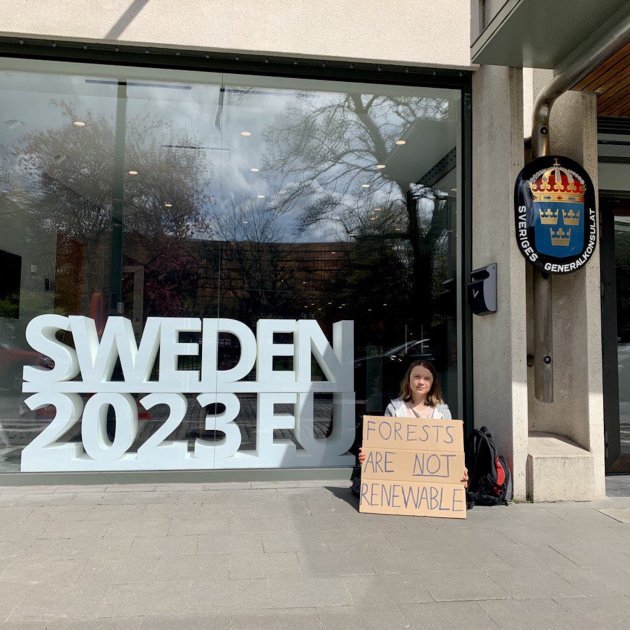 SWEDEN
2023 EU
SVERIGES GENERALKONSULAT
FORESTS
ARE NOT
RENEWABLE